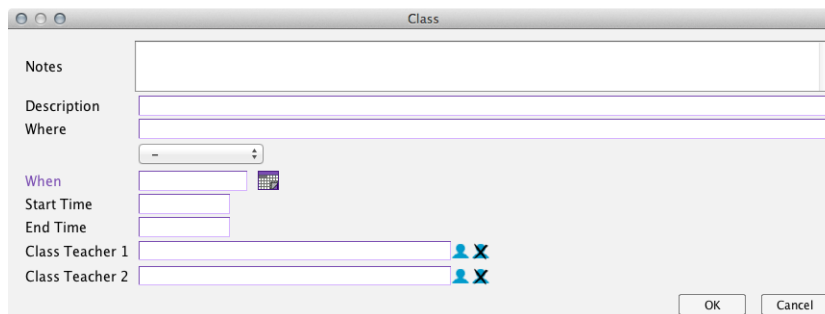 Class
Notes
Description
Where
–
When
Start Time
End Time
Class Teacher 1
Class Teacher 2
OK Cancel